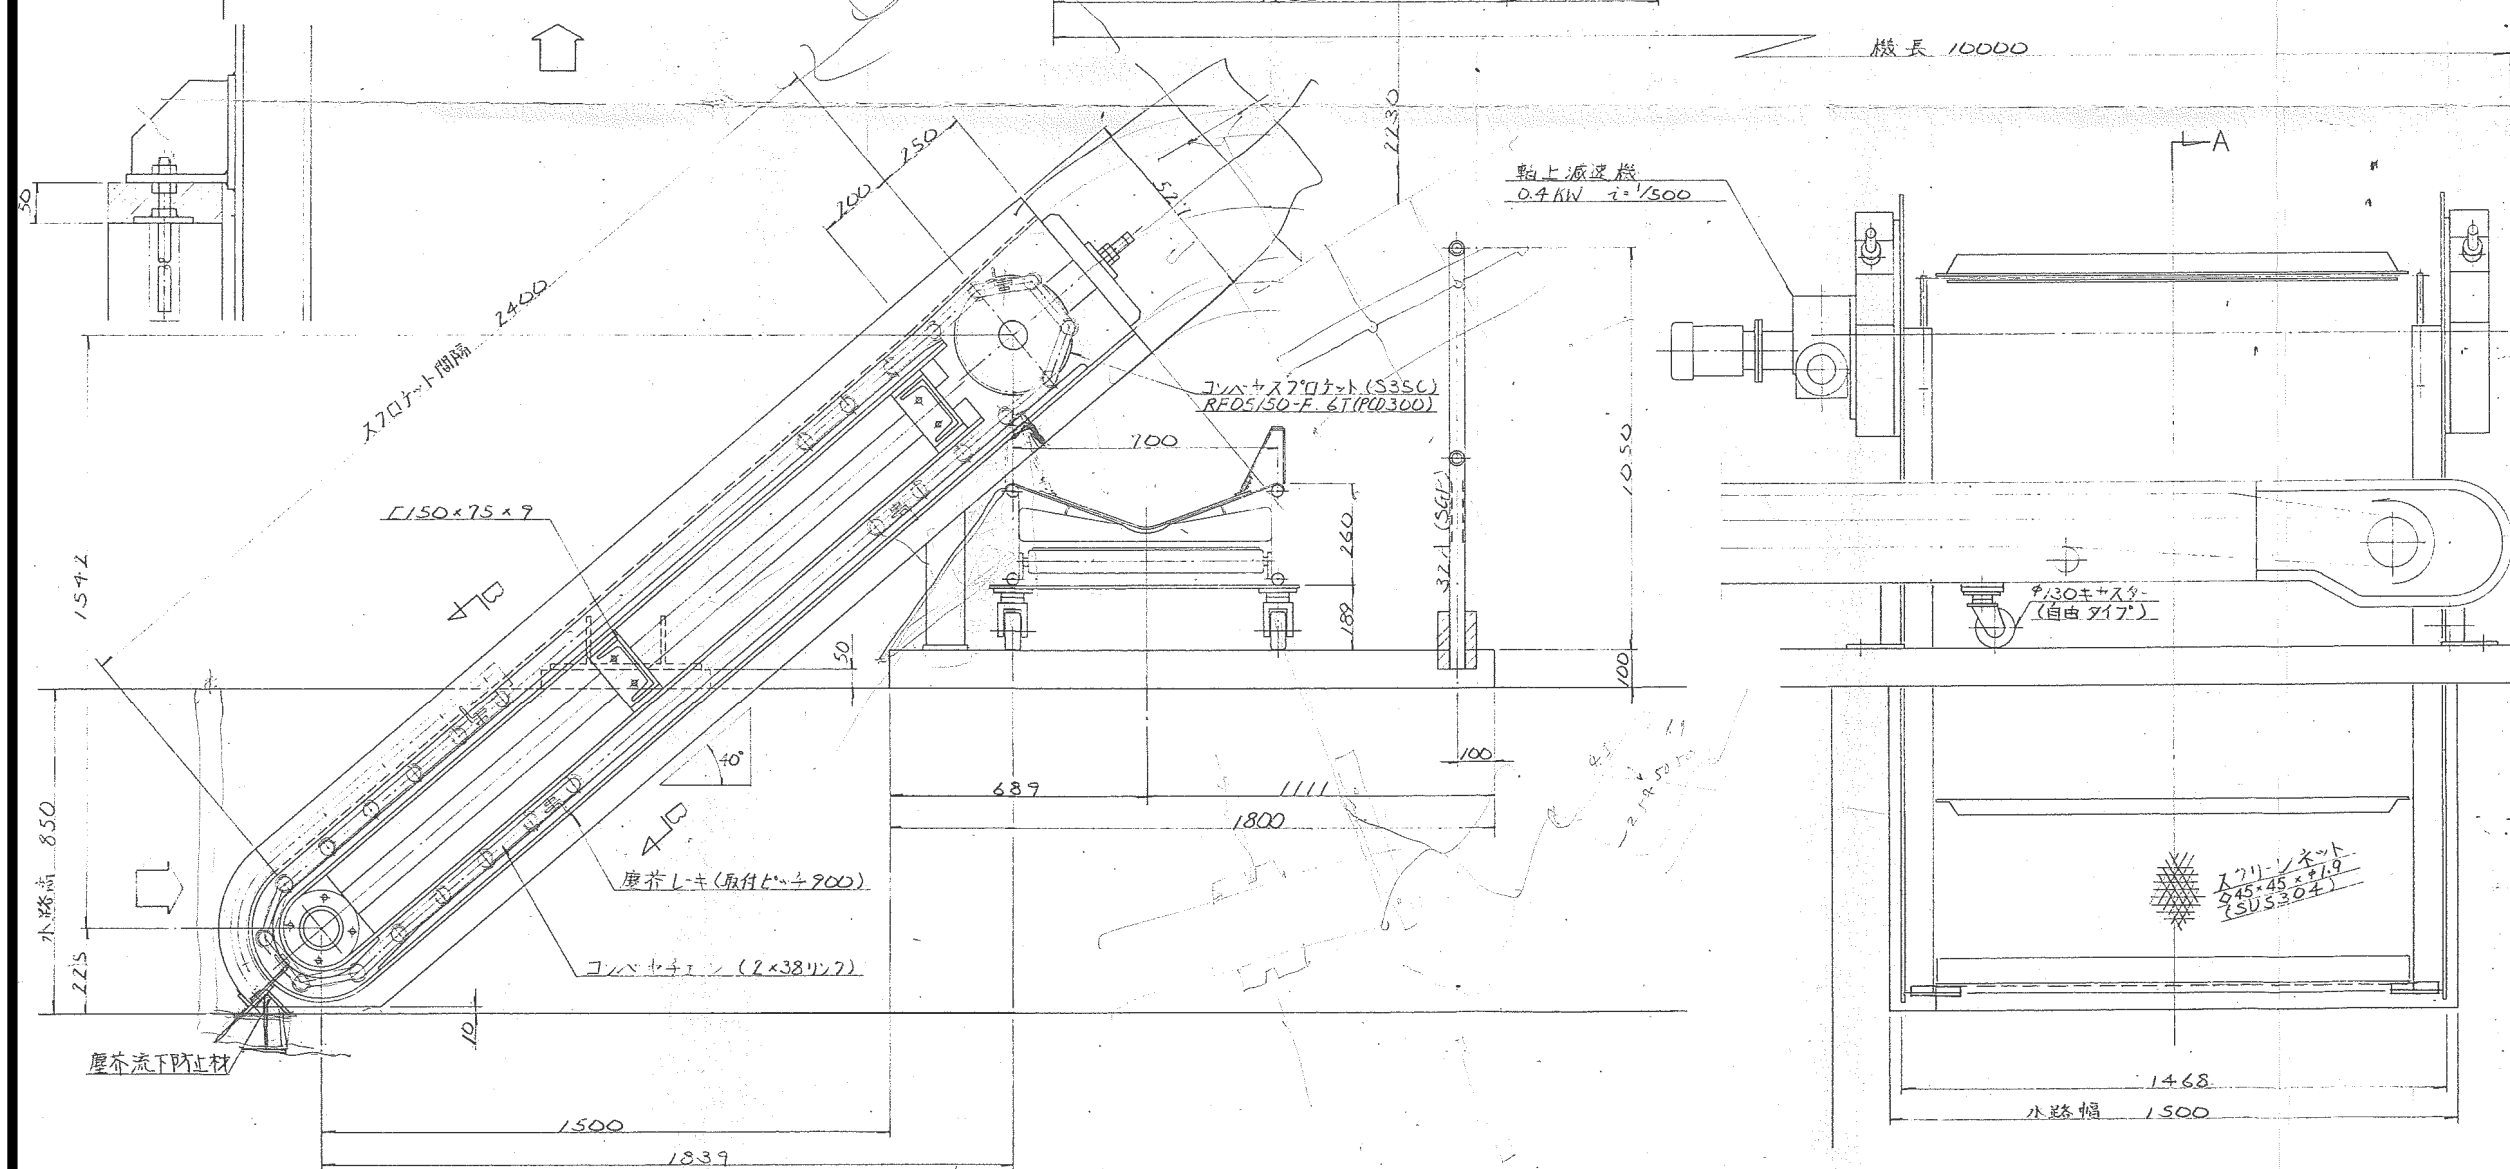 機長 10000
2230
A
軸上減速機
0.4KW i=1/500
50
250
200
527
スプロケット間隔 2400
コンベヤスプロケット(S35C)
RF05150-F. 6T(PCD300)
700
1050
[150×75×9
32A (SGP)
260
189
φ130キャスター
(自由タイプ)
1542
B
50
100
40°
100
689
1111
1800
水路高 850
B
塵芥レーキ(取付ピッチ900)
スクリーンネット
◇45×45×φ1.9
(SUS304)
コンベヤチェーン (2×38リンク)
225
10
塵芥流下防止材
1468
水路幅 1500
1500
1839